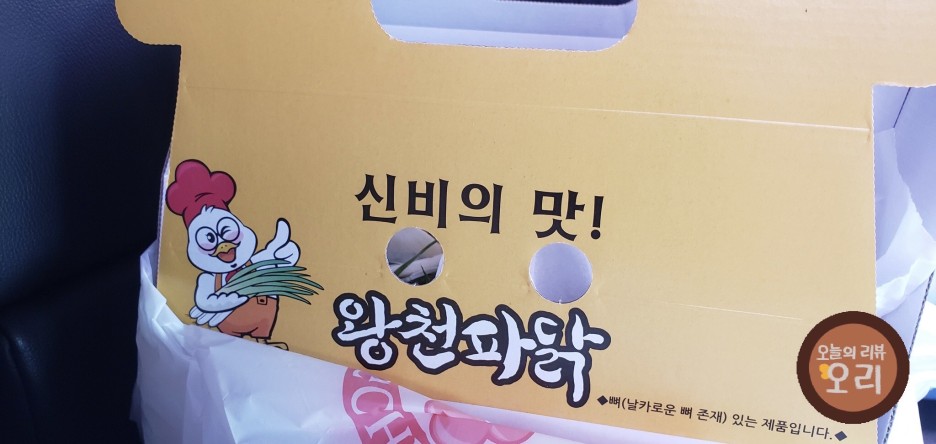 신비의 맛!
왕천파닭
◆뼈(날카로운 뼈 존재) 있는 제품입니다.◆
CH
오늘의 리뷰
오리